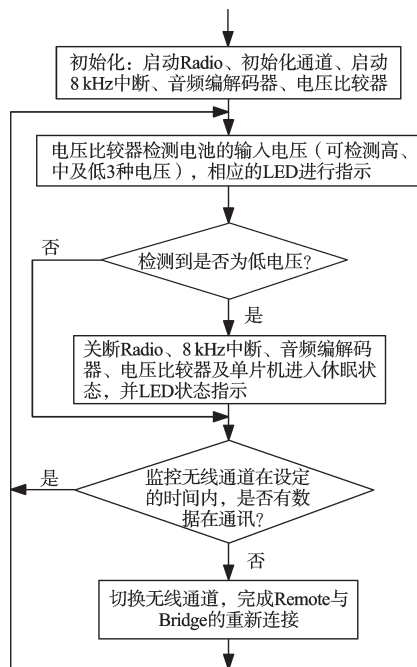 初始化：启动Radio、初始化通道、启动
8 kHz中断、音频编解码器、电压比较器
电压比较器检测电池的输入电压（可检测高、
中及低3种电压），相应的LED进行指示
否
检测到是否为低电压?
是
关断Radio、8 kHz中断、音频编解码
器、电压比较器及单片机进入休眠状
态，并LED状态指示
是
监控无线通道在设定
的时间内，是否有数
据在通讯?
否
切换无线通道，完成Remote与
Bridge的重新连接